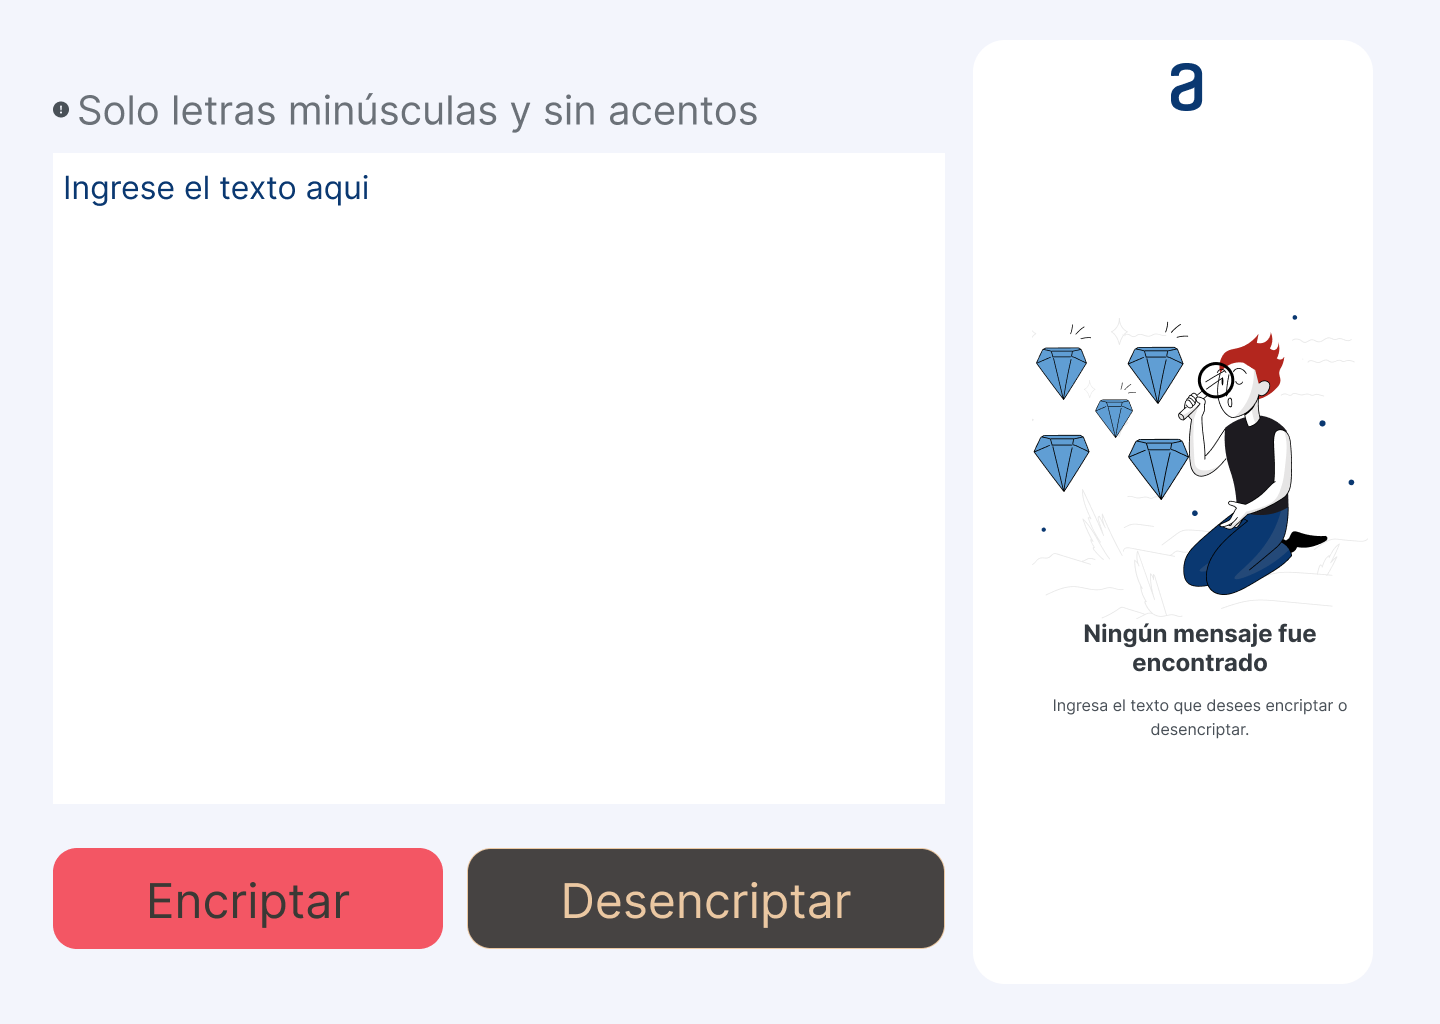 Solo letras minúsculas y sin acentos
Ingrese el texto aqui
Encriptar
Desencriptar
a
Ningún mensaje fue
encontrado
Ingresa el texto que desees encriptar o
desencriptar.